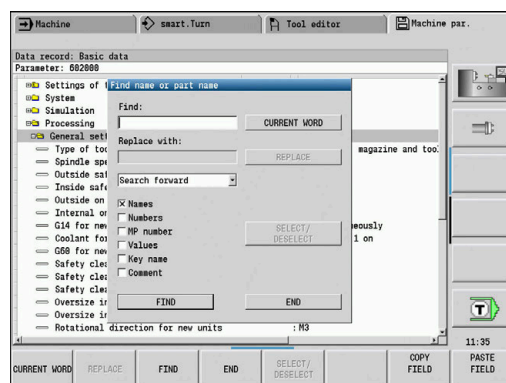 Machine
smart.Turn
Tool editor
Machine par.
Data record: Basic data
Parameter: 602000
Settings of
System
Simulation
Processing
General set
Type of too
magazine and too
Spindle spe
Outside saf
Inside safe
Outside on
Internal on
G14 for new
eously
Coolant for
1 on
G60 for new
Safety clea
Safety clea
Safety clea
Oversize in
Oversize in
Rotational direction for new units
:M3
Find name or part name
Find:
CURRENT WORD
Replace with:
REPLACE
Search forward
Names
Numbers
MP number
Values
Key name
Comment
SELECT/
DESELECT
FIND
END
T
11:35
CURRENT WORD
REPLACE
FIND
END
SELECT/
DESELECT
COPY
FIELD
PASTE
FIELD